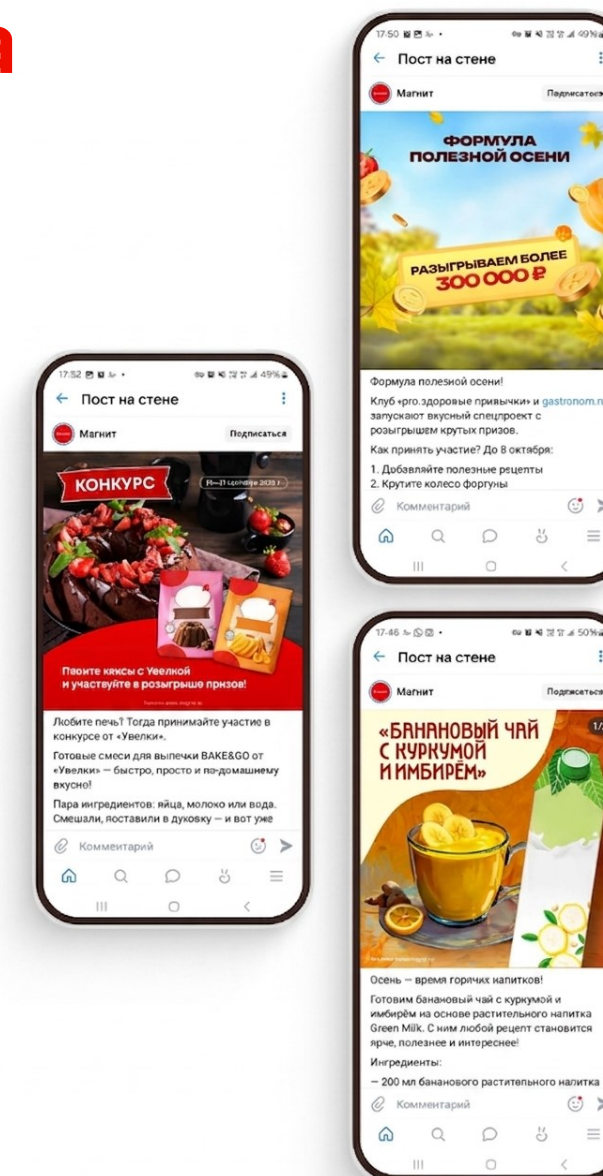 а
17:50
49%
Пост на стене
Магнит
Подписаться
ФОРМУЛА
ПОЛЕЗНОЙ ОСЕНИ
РАЗЫГРЫВАЕМ БОЛЕЕ
300 000 ₽
Формула полезной осени!
Клуб «pro.здоровые привычки» и gastronom.ru
запускают вкусный спецпроект с
розыгрышем крутых призов.
Как принять участие? До 8 октября:
1. Добавляйте полезные рецепты
2. Крутите колесо фортуны
Комментарий
17:52
49%
Пост на стене
Магнит
Подписаться
КОНКУРС
с Увелкой
и участвуйте в розыгрыше призов!
Любите печь? Тогда принимайте участие в
конкурсе от «Увелки».
Готовые смеси для выпечки BAKE&GO от
«Увелки» — быстро, просто и по-домашнему
вкусно!
Пара ингредиентов: яйца, молоко или вода.
Смешали, поставили в духовку — и вот уже
Комментарий
17:46
50%
Пост на стене
Магнит
Подписаться
«БАНАНОВЫЙ ЧАЙ
С КУРКУМОЙ
И ИМБИРЁМ»
Осень — время горячих напитков!
Готовим банановый чай с куркумой и
имбирём на основе растительного напитка
Green Milk. С ним любой рецепт становится
ярче, полезнее и интереснее!
Ингредиенты:
— 200 мл бананового растительного напитка
Комментарий